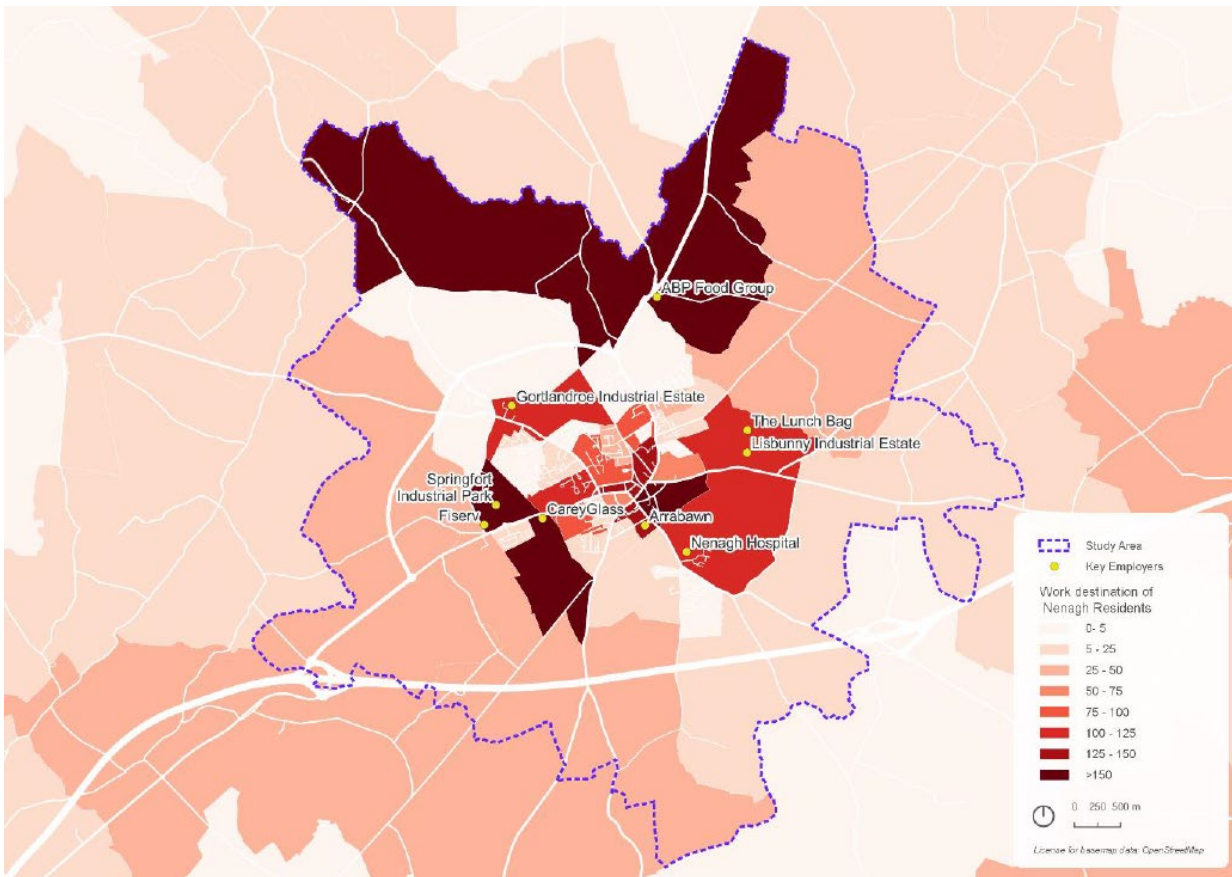 ABP Food Group
Gortlandroe Industrial Estate
The Lunch Bag
Lisbunny Industrial Estate
Springfort
Industrial Park
Fiserv
CareyGlass
Arrabawn
Nenagh Hospital
Study Area
Key Employers
Work destination of
Nenagh Residents
0- 5
5 - 25
25 - 50
50 - 75
75 - 100
100 - 125
125 - 150
>150
0 250 500 m
License for basemap data: OpenStreetMap